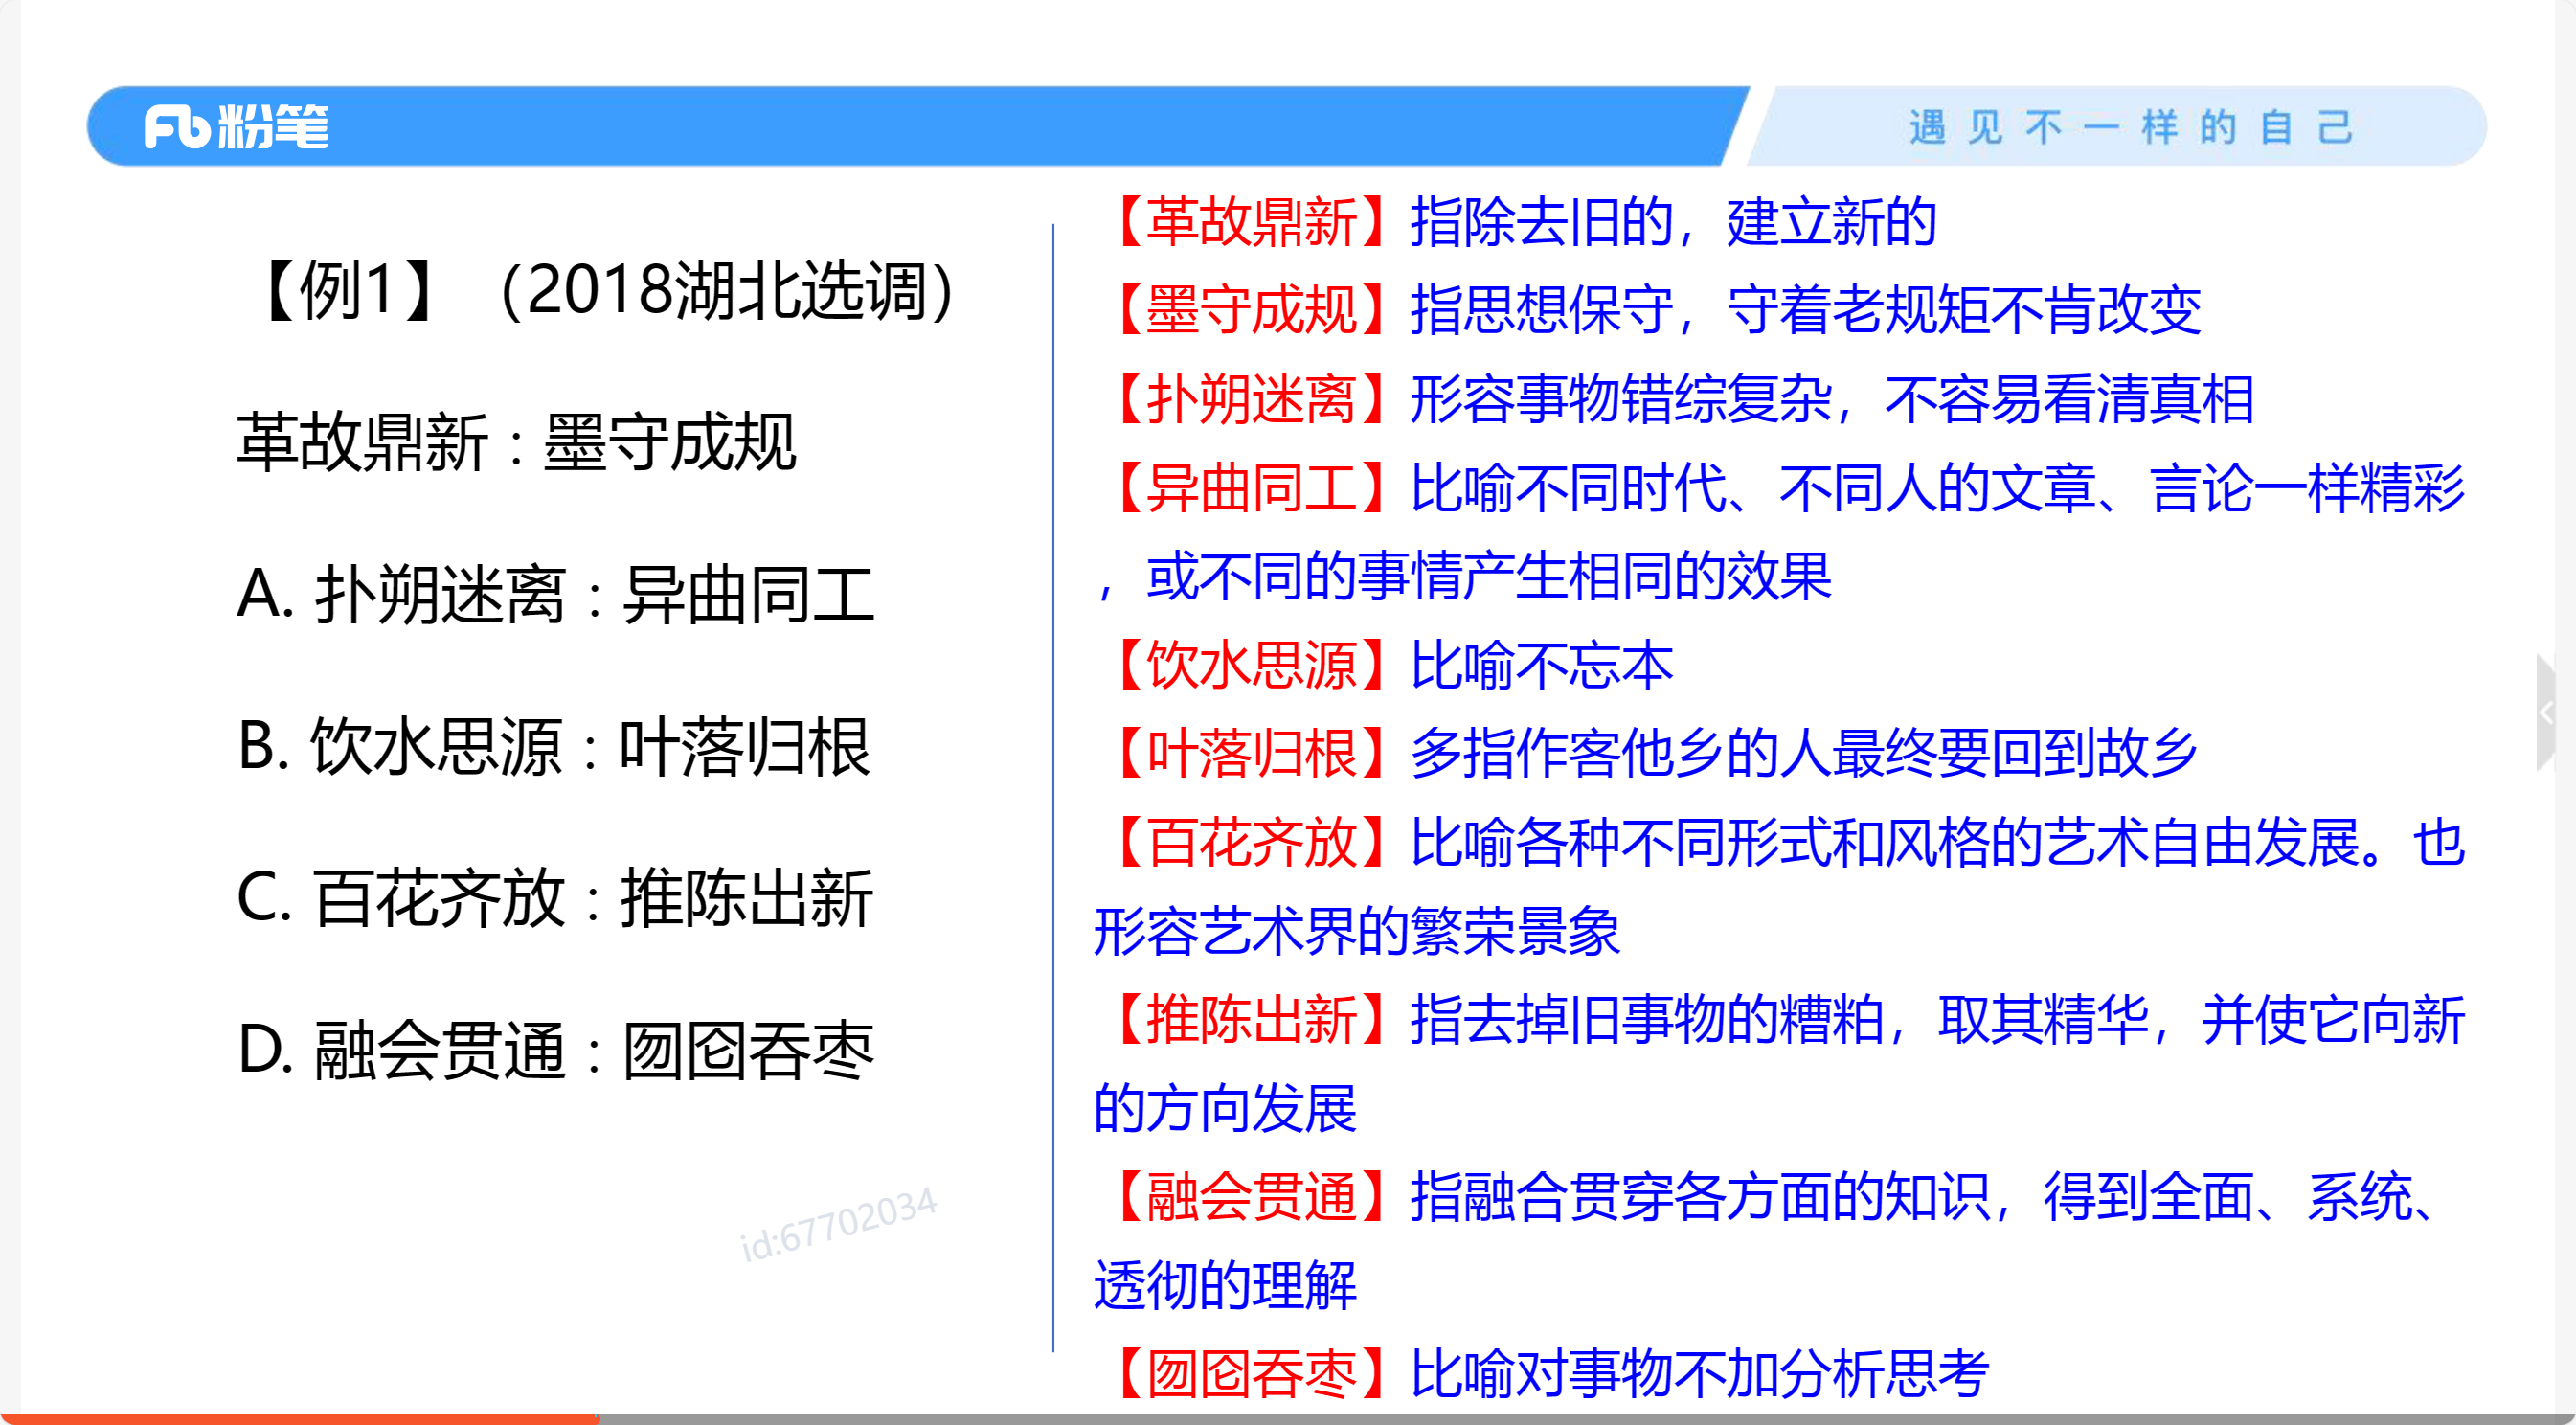 粉笔
遇见不一样的自己
【例1】（2018湖北选调）
革故鼎新：墨守成规
A. 扑朔迷离：异曲同工
B. 饮水思源：叶落归根
C. 百花齐放：推陈出新
D. 融会贯通：囫囵吞枣
id:67702034
【革故鼎新】指除去旧的，建立新的
【墨守成规】指思想保守，守着老规矩不肯改变
【扑朔迷离】形容事物错综复杂，不容易看清真相
【异曲同工】比喻不同时代、不同人的文章、言论一样精彩
，或不同的事情产生相同的效果
【饮水思源】比喻不忘本
【叶落归根】多指作客他乡的人最终要回到故乡
【百花齐放】比喻各种不同形式和风格的艺术自由发展。也
形容艺术界的繁荣景象
【推陈出新】指去掉旧事物的糟粕，取其精华，并使它向新
的方向发展
【融会贯通】指融合贯穿各方面的知识，得到全面、系统、
透彻的理解
【囫囵吞枣】比喻对事物不加分析思考